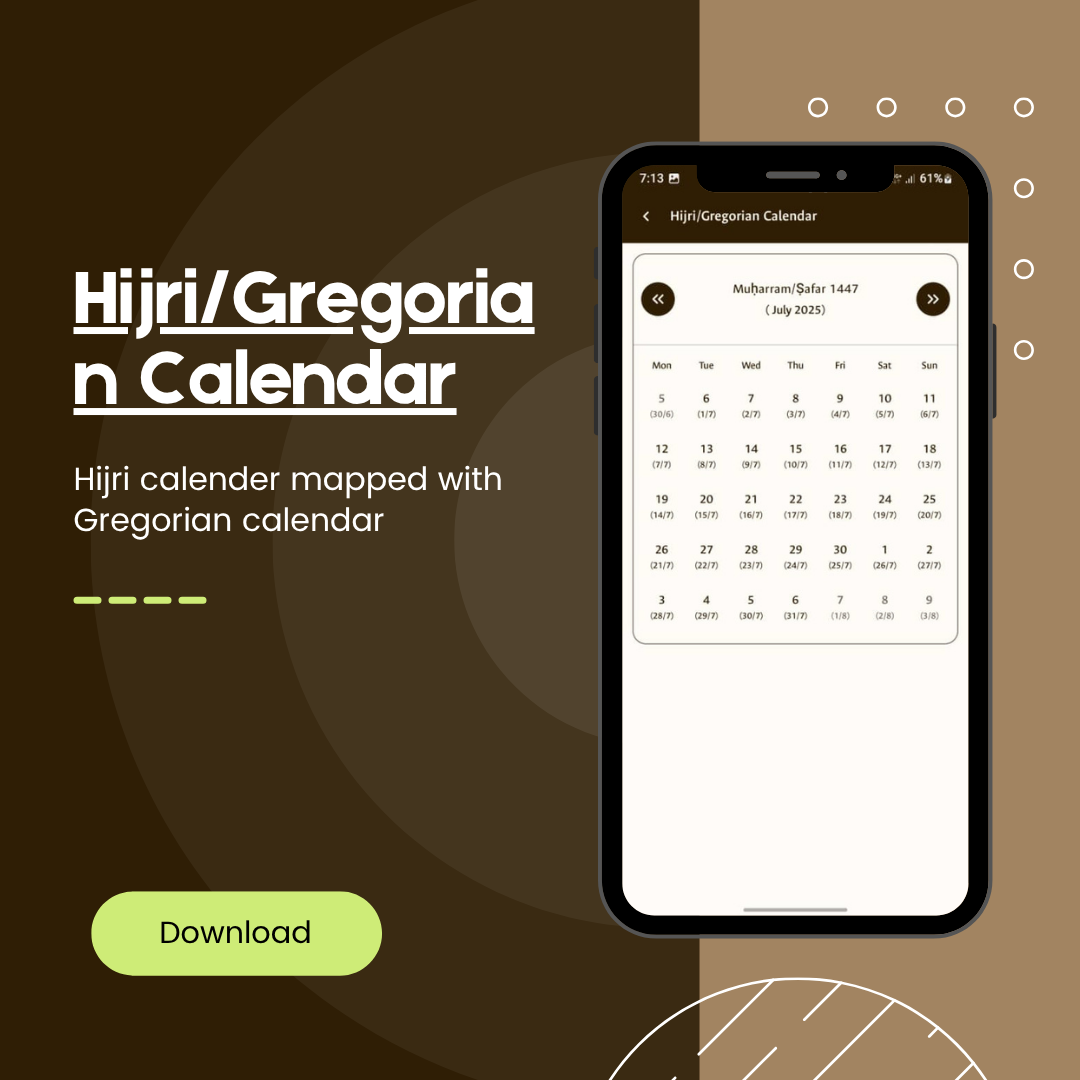 Hijri/Gregoria
n Calendar
Hijri calender mapped with
Gregorian calendar
Download
7:13 61%
Hijri/Gregorian Calendar
Muḥarram/Ṣafar 1447
( July 2025)
Mon Tue Wed Thu Fri Sat Sun
5 6 7 8 9 10 11
(30/6) (1/7) (2/7) (3/7) (4/7) (5/7) (6/7)
12 13 14 15 16 17 18
(7/7) (8/7) (9/7) (10/7) (11/7) (12/7) (13/7)
19 20 21 22 23 24 25
(14/7) (15/7) (16/7) (17/7) (18/7) (19/7) (20/7)
26 27 28 29 30 1 2
(21/7) (22/7) (23/7) (24/7) (25/7) (26/7) (27/7)
3 4 5 6 7 8 9
(28/7) (29/7) (30/7) (31/7) (1/8) (2/8) (3/8)